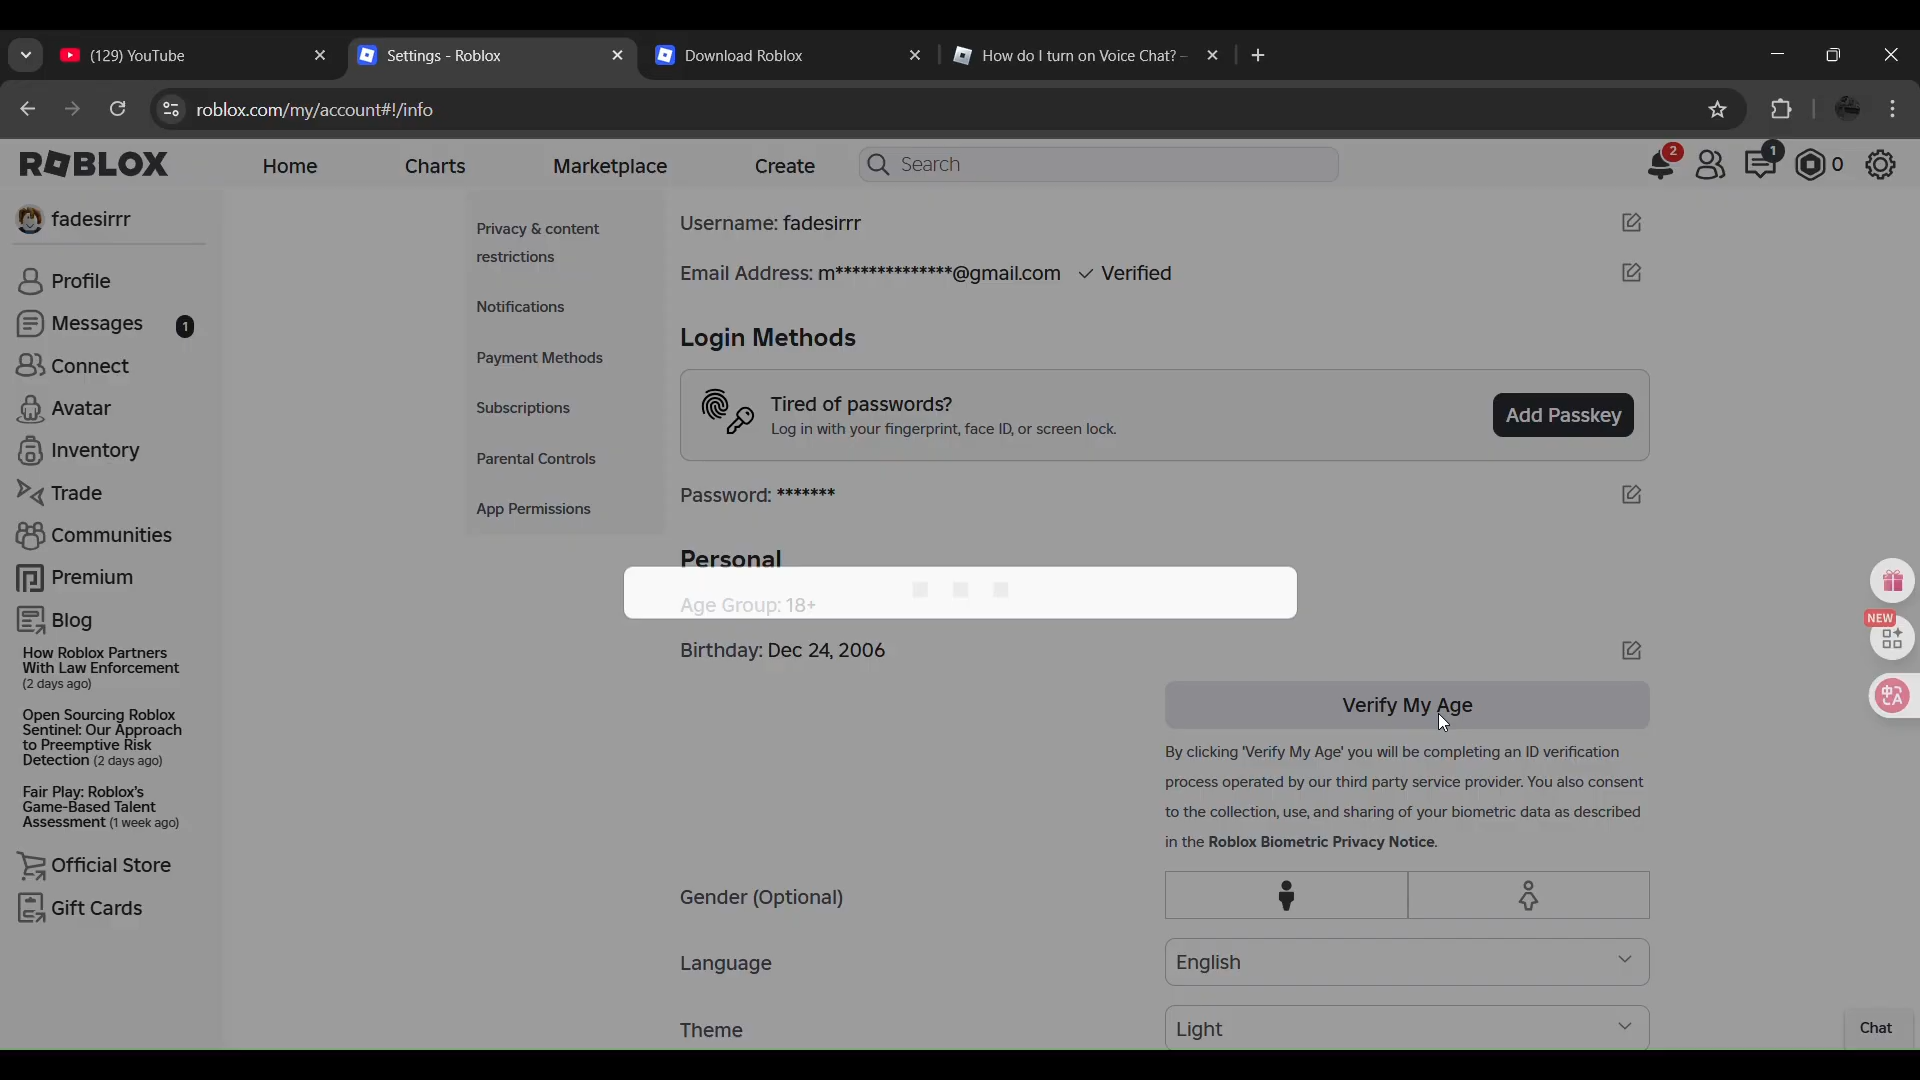 (129) YouTube
Settings - Roblox
Download Roblox
How do I turn on Voice Chat? –
roblox.com/my/account#!/info
ROBLOX
Home
Charts
Marketplace
Create
Search
2
1
0
fadesirrr
Profile
Messages
1
Connect
Avatar
Inventory
Trade
Communities
Premium
Blog
How Roblox Partners
With Law Enforcement
(2 days ago)
Open Sourcing Roblox
Sentinel: Our Approach
to Preemptive Risk
Detection (2 days ago)
Fair Play: Roblox's
Game-Based Talent
Assessment (1 week ago)
Official Store
Gift Cards
Privacy & content
restrictions
Notifications
Payment Methods
Subscriptions
Parental Controls
App Permissions
Username: fadesirrr
Email Address: m**************@gmail.com ✓ Verified
Login Methods
Tired of passwords?
Log in with your fingerprint, face ID, or screen lock.
Add Passkey
Password: *******
Personal
Age Group: 18+
Birthday: Dec 24, 2006
Verify My Age
By clicking 'Verify My Age' you will be completing an ID verification
process operated by our third party service provider. You also consent
to the collection, use, and sharing of your biometric data as described
in the Roblox Biometric Privacy Notice.
Gender (Optional)
Language
English
Theme
Light
NEW
中A
Chat